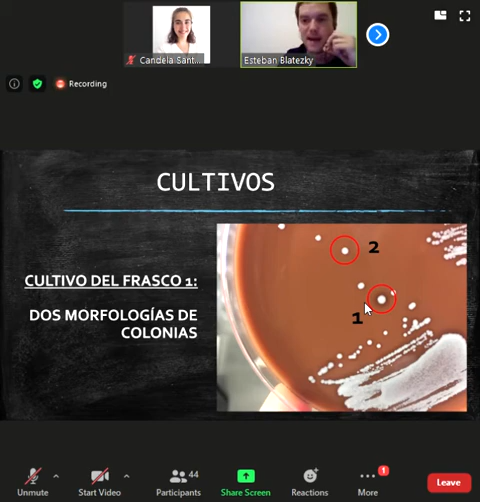 Candela Sant...
Esteban Blatezky
Recording
CULTIVOS
CULTIVO DEL FRASCO 1:
DOS MORFOLOGÍAS DE
COLONIAS
2
1
Unmute
Start Video
44
Participants
Share Screen
Reactions
1
More
Leave